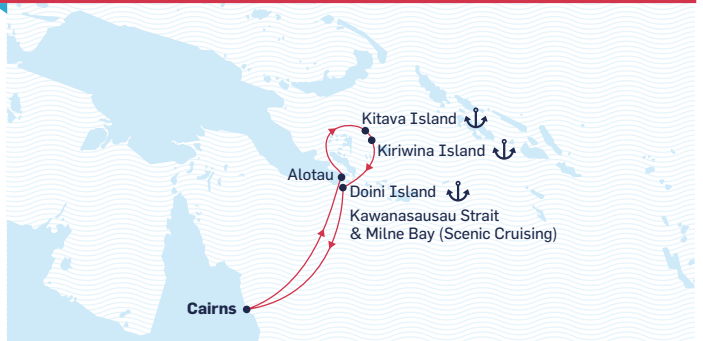 Kitava Island
Kiriwina Island
Alotau
Doini Island
Kawanasausau Strait
& Milne Bay (Scenic Cruising)
Cairns